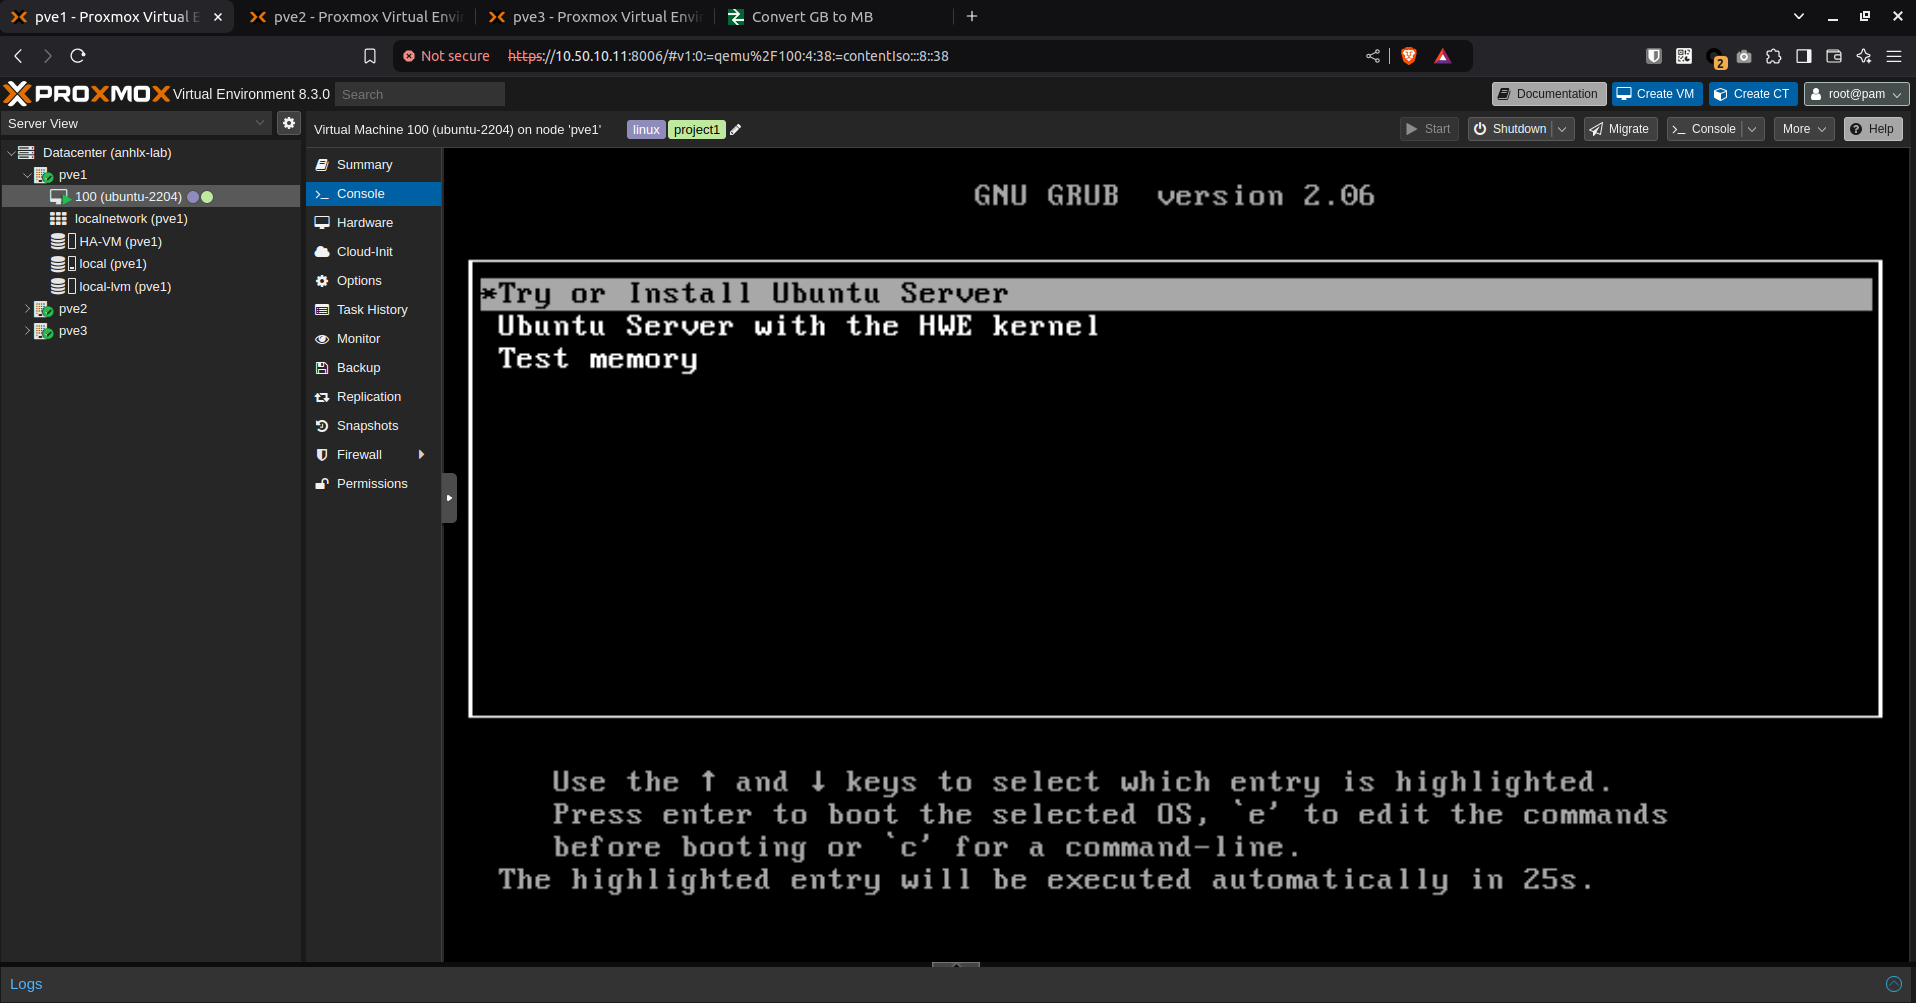 pve1 - Proxmox Virtual E
pve2 - Proxmox Virtual Envi
pve3 - Proxmox Virtual Envi
Convert GB to MB
Not secure https://10.50.10.11:8006/#v1:0:=qemu%2F100:4:38:=contentIso:::8::38
2
PROXMOX Virtual Environment 8.3.0 Search
Documentation Create VM Create CT root@pam
Server View
Virtual Machine 100 (ubuntu-2204) on node 'pve1' linux project1
Start Shutdown Migrate Console More Help
Datacenter (anhlx-lab)
pve1
100 (ubuntu-2204)
localnetwork (pve1)
HA-VM (pve1)
local (pve1)
local-lvm (pve1)
pve2
pve3
Summary
Console
Hardware
Cloud-Init
Options
Task History
Monitor
Backup
Replication
Snapshots
Firewall
Permissions
GNU GRUB version 2.06
*Try or Install Ubuntu Server
Ubuntu Server with the HWE kernel
Test memory
Use the ↑ and ↓ keys to select which entry is highlighted.
Press enter to boot the selected OS, `e' to edit the commands
before booting or `c' for a command-line.
The highlighted entry will be executed automatically in 25s.
Logs